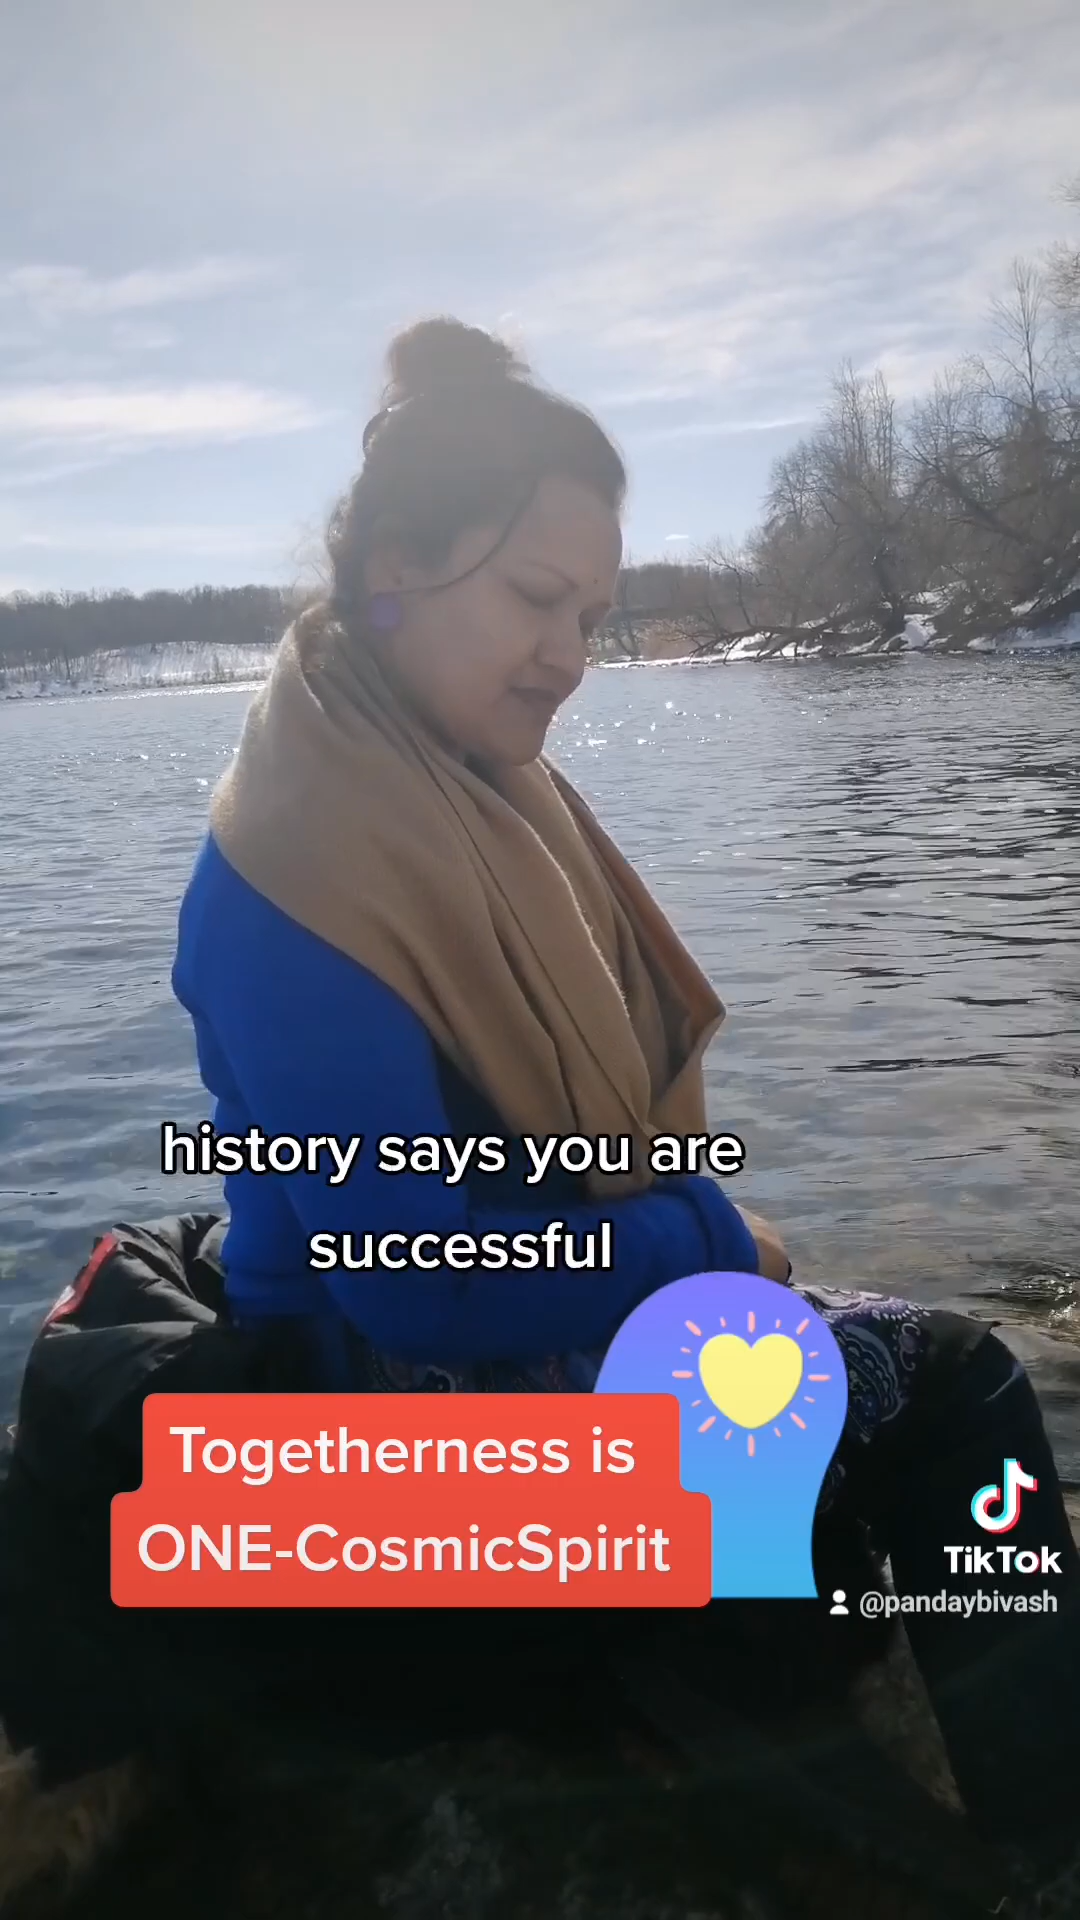 history says you are
successful
Togetherness is
ONE-CosmicSpirit
TikTok
@pandaybivash